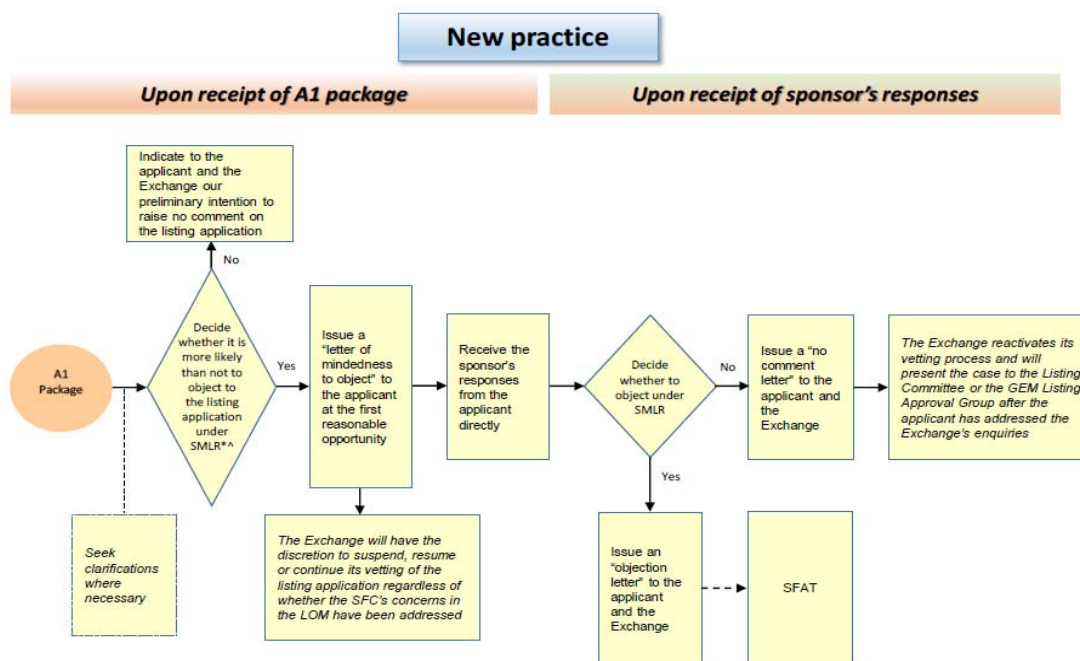 New practice
Upon receipt of A1 package
Upon receipt of sponsor's responses
Indicate to the
applicant and the
Exchange our
preliminary intention to
raise no comment on
the listing application
No
A1
Package
Decide
whether it is
more likely
than not to
object to
the listing
application
under
SMLR*^
Yes
Issue a
"letter of
mindedness
to object" to
the applicant
at the first
reasonable
opportunity
Receive the
sponsor's
responses
from the
applicant
directly
Decide
whether to
object under
SMLR
No
Issue a "no
comment
letter" to the
applicant and
the
Exchange
The Exchange reactivates its
vetting process and will
present the case to the Listing
Committee or the GEM Listing
Approval Group after the
applicant has addressed the
Exchange's enquiries
Yes
Seek
clarifications
where
necessary
The Exchange will have the
discretion to suspend, resume
or continue its vetting of the
listing application regardless of
whether the SFC's concerns in
the LOM have been addressed
Issue an
"objection
letter" to the
applicant
and the
Exchange
SFAT